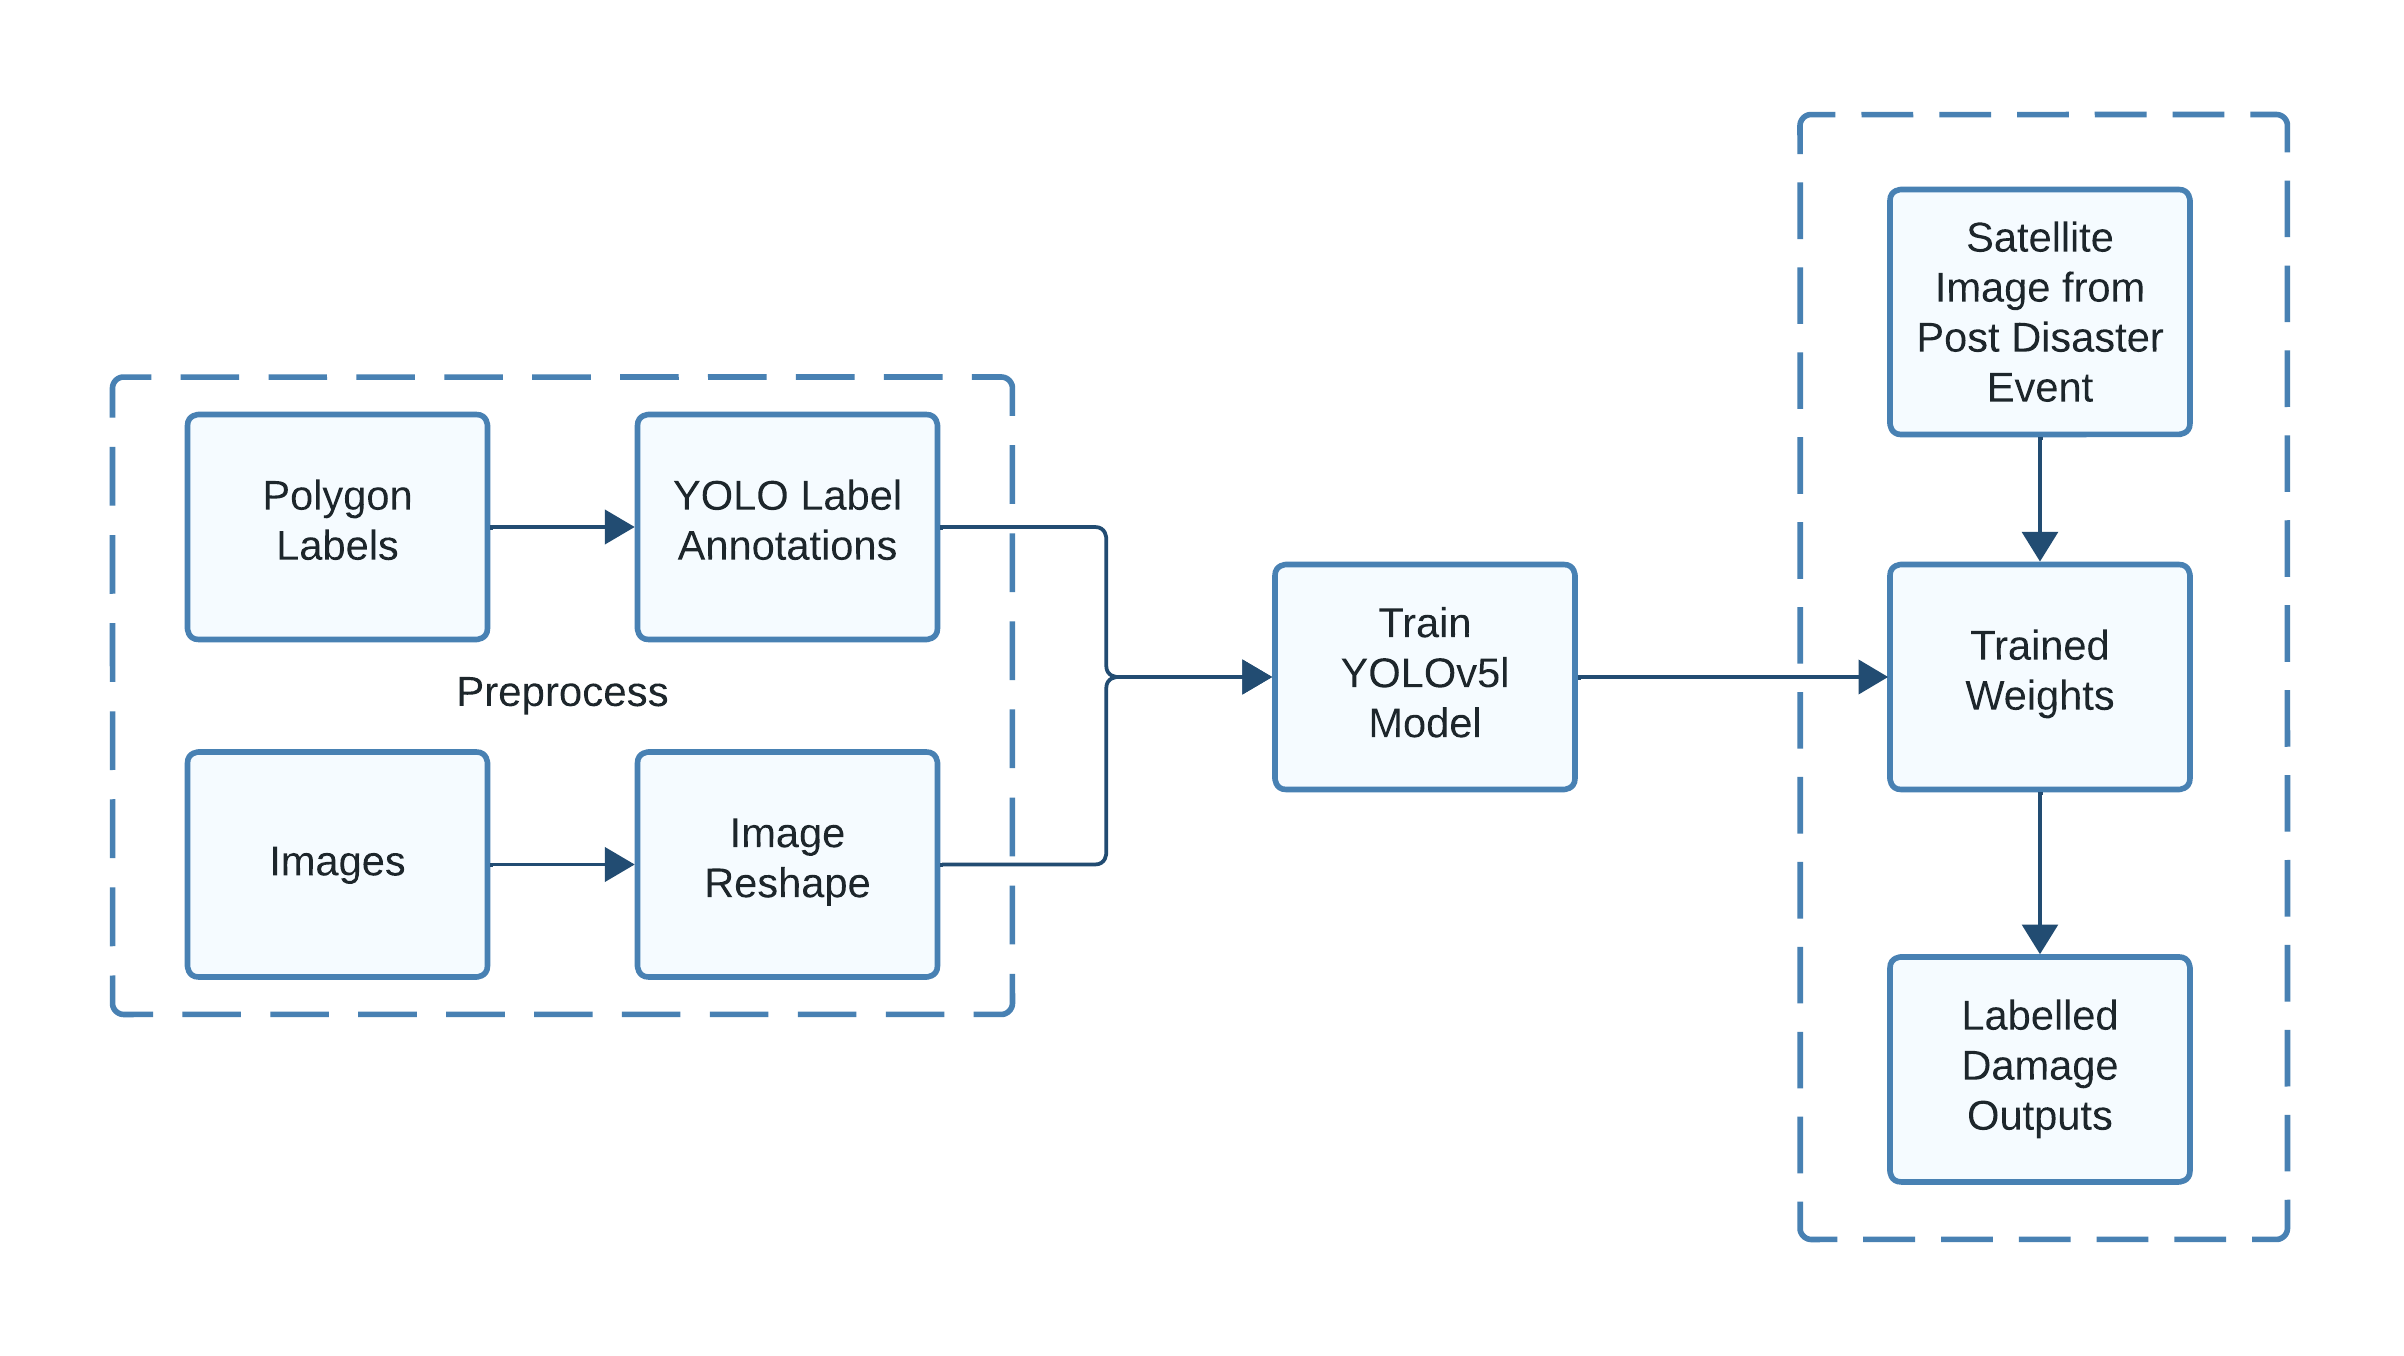 Polygon
Labels
YOLO Label
Annotations
Preprocess
Images
Image
Reshape
Train
YOLOv5l
Model
Satellite
Image from
Post Disaster
Event
Trained
Weights
Labelled
Damage
Outputs